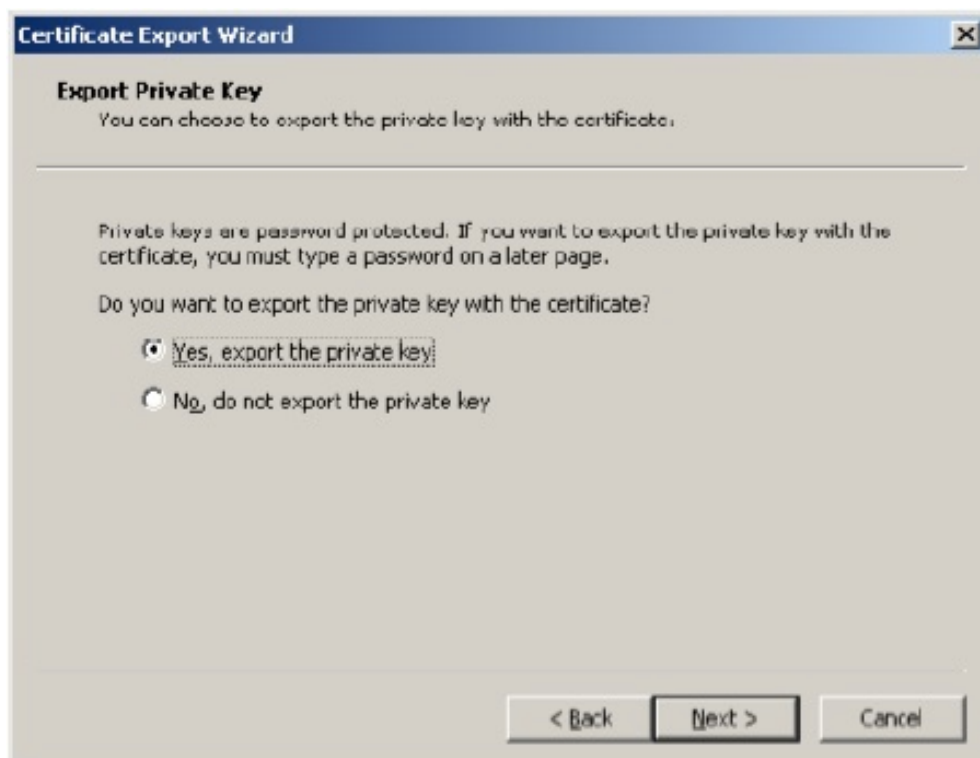 Certificate Export Wizard
Export Private Key
You can choose to export the private key with the certificate.
Private keys are password protected. If you want to export the private key with the
certificate, you must type a password on a later page.
Do you want to export the private key with the certificate?
Yes, export the private key
No, do not export the private key
< Back
Next >
Cancel